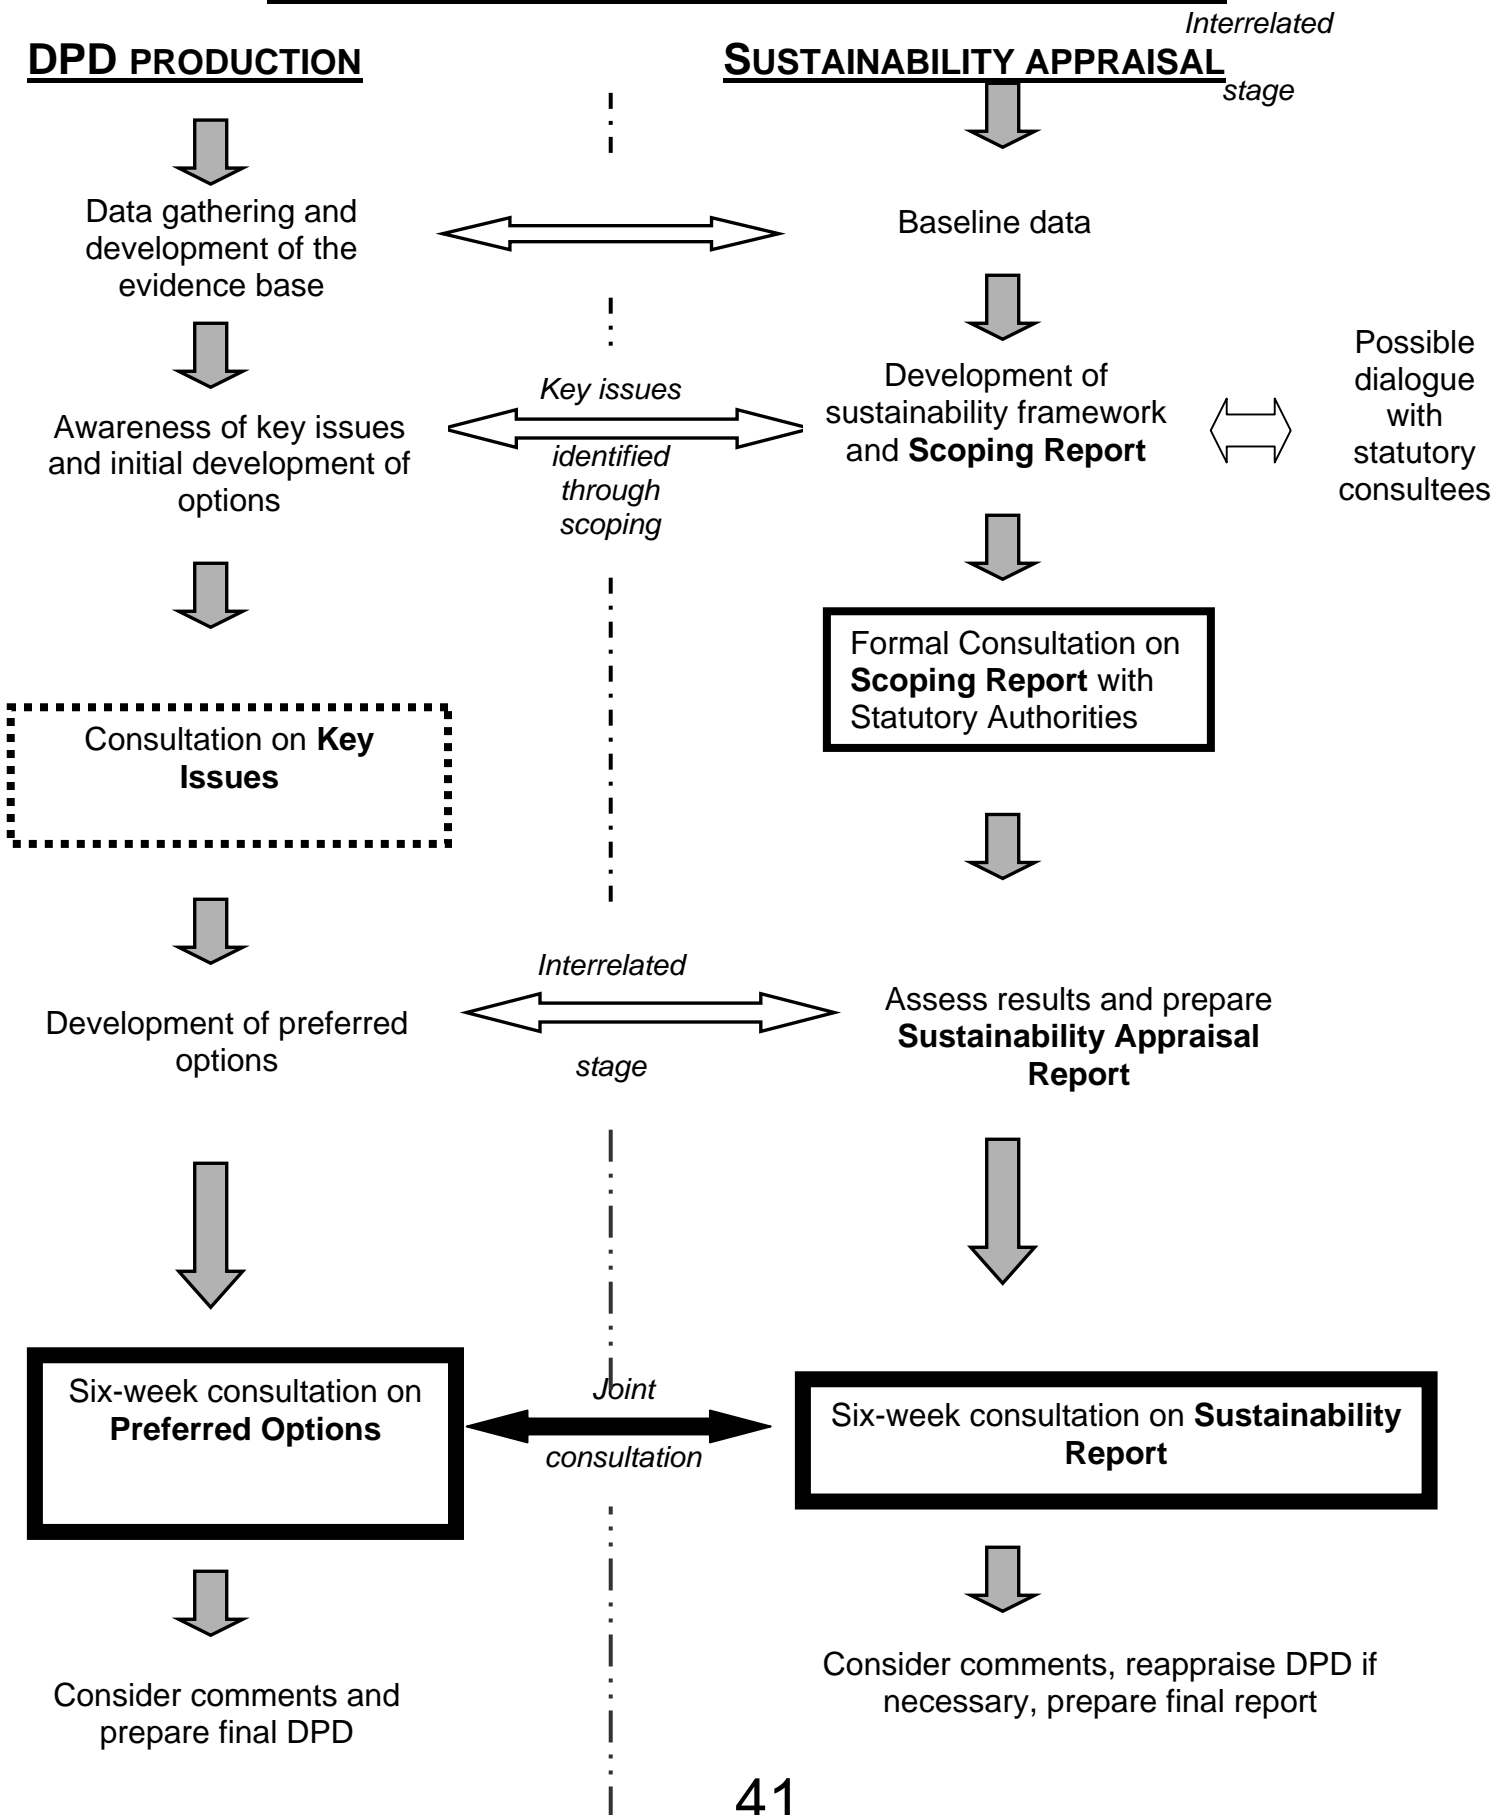 Interrelated
DPD PRODUCTION
SUSTAINABILITY APPRAISAL
stage
Data gathering and
development of the
evidence base
Baseline data
Key issues
identified
through
scoping
Awareness of key issues
and initial development of
options
Development of
sustainability framework
and Scoping Report
Possible
dialogue
with
statutory
consultees
Formal Consultation on
Scoping Report with
Statutory Authorities
Consultation on Key
Issues
Interrelated
stage
Development of preferred
options
Assess results and prepare
Sustainability Appraisal
Report
Six-week consultation on
Preferred Options
Joint
consultation
Six-week consultation on Sustainability
Report
Consider comments and
prepare final DPD
Consider comments, reappraise DPD if
necessary, prepare final report
41